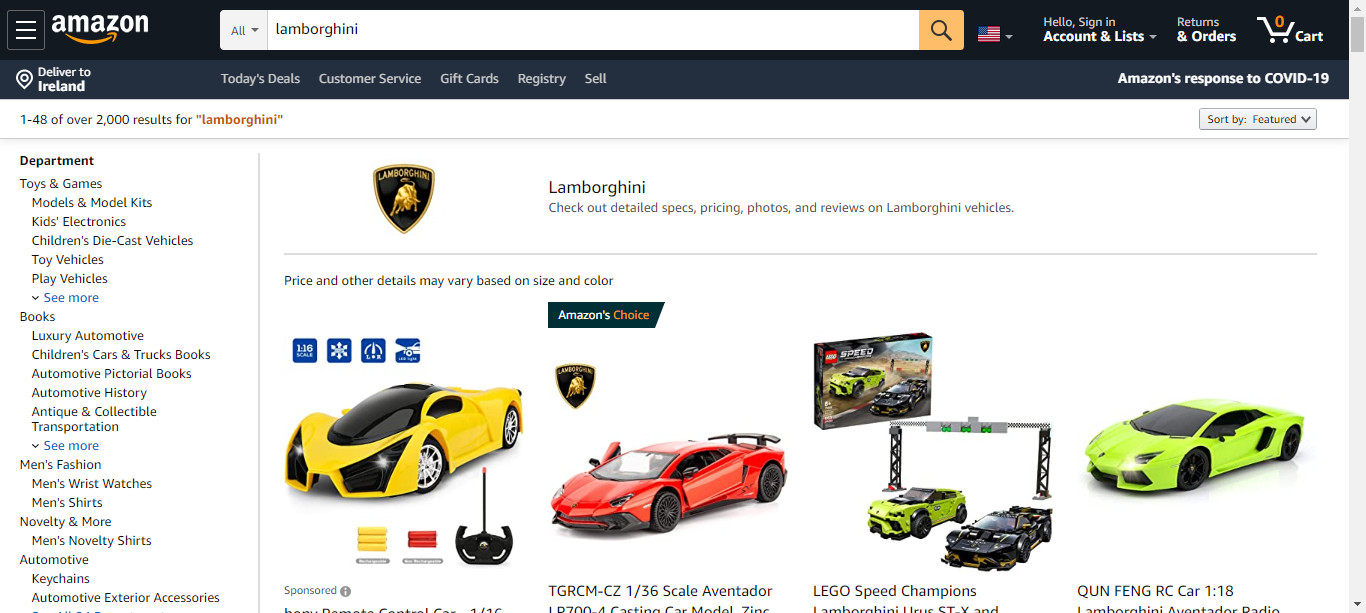 amazon
All
lamborghini
Hello, Sign in
Account & Lists
Returns
& Orders
0
Cart
Deliver to
Ireland
Today's Deals
Customer Service
Gift Cards
Registry
Sell
Amazon's response to COVID-19
1-48 of over 2,000 results for "lamborghini"
Sort by: Featured
Department
Toys & Games
Models & Model Kits
Kids' Electronics
Children's Die-Cast Vehicles
Toy Vehicles
Play Vehicles
See more
Books
Luxury Automotive
Children's Cars & Trucks Books
Automotive Pictorial Books
Automotive History
Antique & Collectible
Transportation
See more
Men's Fashion
Men's Wrist Watches
Men's Shirts
Novelty & More
Men's Novelty Shirts
Automotive
Keychains
Automotive Exterior Accessories
LAMBORGHINI
Lamborghini
Check out detailed specs, pricing, photos, and reviews on Lamborghini vehicles.
Price and other details may vary based on size and color
1:16
SCALE
L R
LED light
Rechargeable
Non-Rechargeable
Sponsored
hony Remote Control Car - 1/16
Amazon's Choice
LAMBORGHINI
TGRCM-CZ 1/36 Scale Aventador
LP700-4 Casting Car Model, Zinc
LEGO
SPEED
LEGO Speed Champions
Lamborghini Urus ST-X and
QUN FENG RC Car 1:18
Lamborghini Aventador Radio